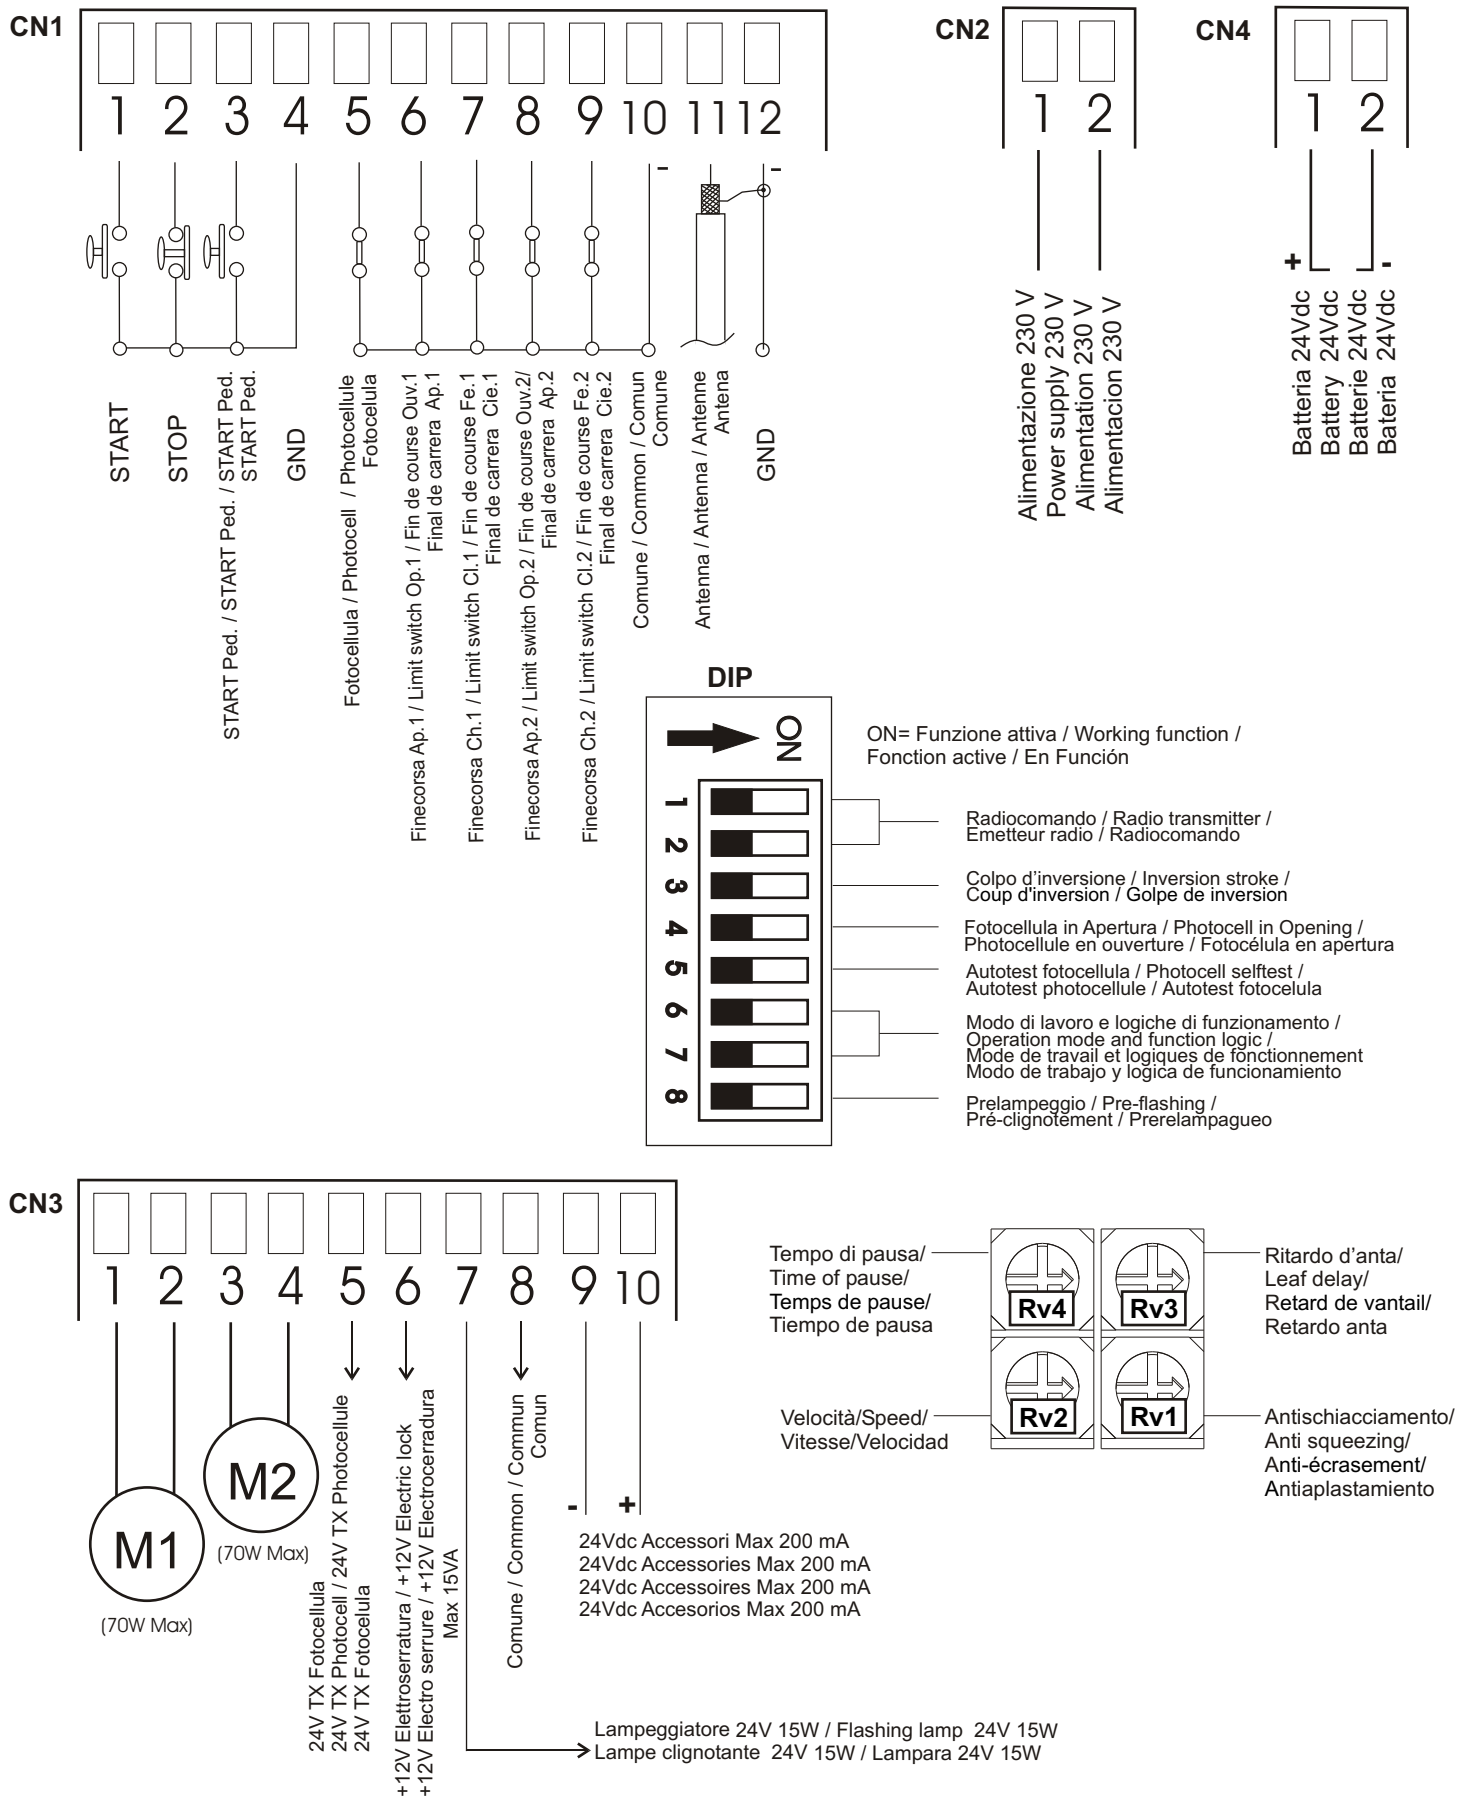 CN1
1 2 3 4 5 6 7 8 9 10 11 12
-
-
START
STOP
START Ped. / START Ped. / START Ped.
START Ped.
GND
Fotocellula / Photocell / Photocellule
Fotocelula
Finecorsa Ap.1 / Limit switch Op.1 / Fin de course Ouv.1
Final de carrera Ap.1
Finecorsa Ch.1 / Limit switch Cl.1 / Fin de course Fe.1
Final de carrera Cie.1
Finecorsa Ap.2 / Limit switch Op.2 / Fin de course Ouv.2/
Final de carrera Ap.2
Finecorsa Ch.2 / Limit switch Cl.2 / Fin de course Fe.2
Final de carrera Cie.2
Comune / Common / Comun
Comune
Antenna / Antenna / Antenne
Antena
GND
CN2
1 2
Alimentazione 230 V
Power supply 230 V
Alimentation 230 V
Alimentacion 230 V
CN4
1 2
+ -
Batteria 24Vdc
Battery 24Vdc
Batterie 24Vdc
Bateria 24Vdc
DIP
ON
1
2
3
4
5
6
7
8
ON= Funzione attiva / Working function /
Fonction active / En Función
Radiocomando / Radio transmitter /
Emetteur radio / Radiocomando
Colpo d'inversione / Inversion stroke /
Coup d'inversion / Golpe de inversion
Fotocellula in Apertura / Photocell in Opening /
Photocellule en ouverture / Fotocélula en apertura
Autotest fotocellula / Photocell selftest /
Autotest photocellule / Autotest fotocelula
Modo di lavoro e logiche di funzionamento /
Operation mode and function logic /
Mode de travail et logiques de fonctionnement
Modo de trabajo y logica de funcionamiento
Prelampeggio / Pre-flashing /
Pré-clignotement / Prerelampagueo
CN3
1 2 3 4 5 6 7 8 9 10
M1
(70W Max)
M2
(70W Max)
24V TX Fotocellula
24V TX Photocell / 24V TX Photocellule
24V TX Fotocelula
+12V Elettroserratura / +12V Electric lock
+12V Electro serrure / +12V Electrocerradura
Max 15VA
Comune / Common / Commun
Comun
- +
24Vdc Accessori Max 200 mA
24Vdc Accessories Max 200 mA
24Vdc Accessoires Max 200 mA
24Vdc Accesorios Max 200 mA
Lampeggiatore 24V 15W / Flashing lamp 24V 15W
Lampe clignotante 24V 15W / Lampara 24V 15W
Tempo di pausa/
Time of pause/
Temps de pause/
Tiempo de pausa
Rv4
Rv3
Ritardo d'anta/
Leaf delay/
Retard de vantail/
Retardo anta
Velocità/Speed/
Vitesse/Velocidad
Rv2
Rv1
Antischiacciamento/
Anti squeezing/
Anti-écrasement/
Antiaplastamiento